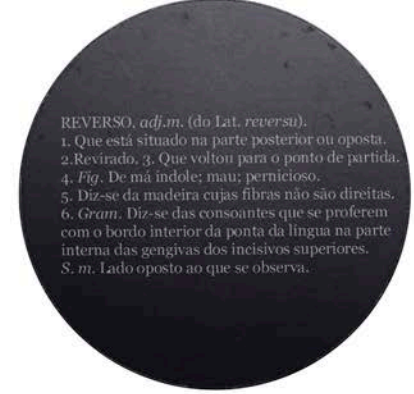 REVERSO, adj.m. (do Lat. reversu).
1. Que está situado na parte posterior ou oposta.
2.Revirado. 3. Que voltou para o ponto de partida.
4. Fig. De má índole; mau; pernicioso.
5. Diz-se da madeira cujas fibras não são direitas.
6. Gram. Diz-se das consoantes que se proferem
com o bordo interior da ponta da língua na parte
interna das gengivas dos incisivos superiores.
S. m. Lado oposto ao que se observa.